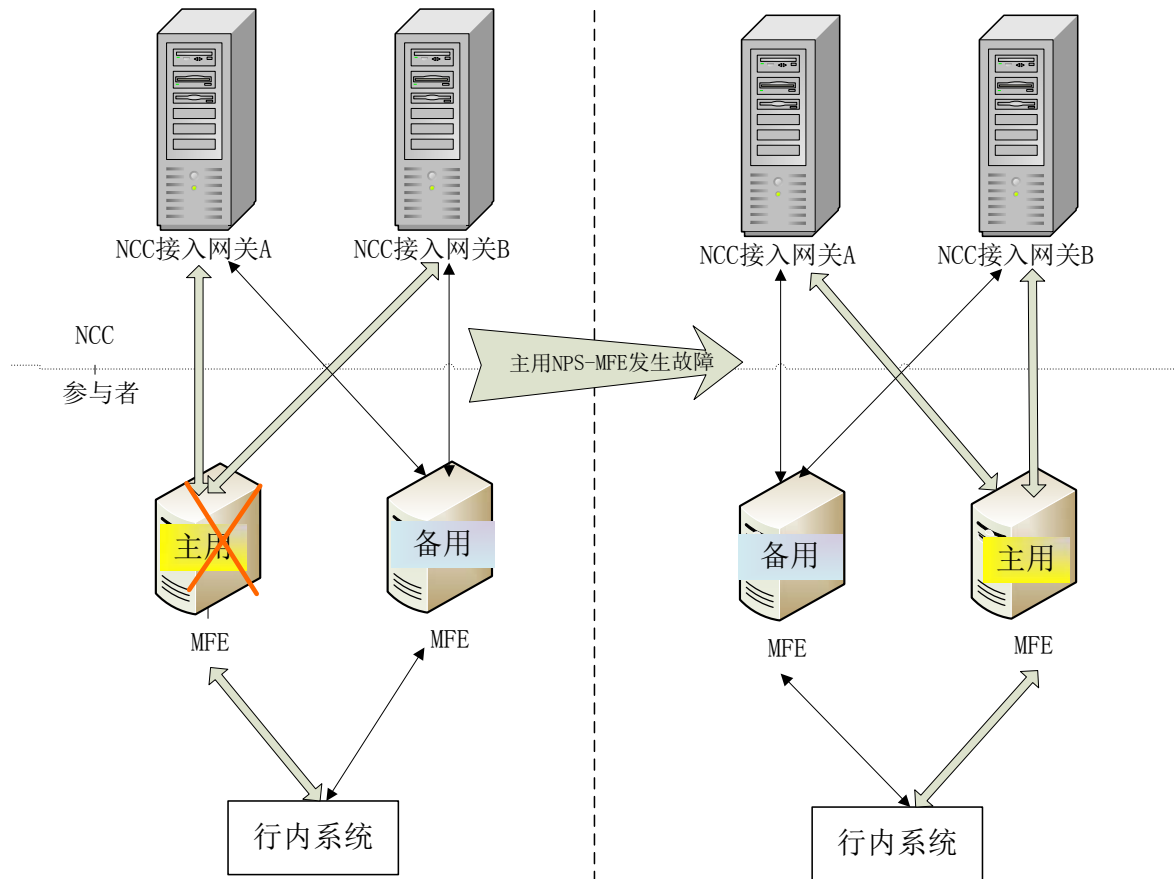 NCC接入网关A
NCC接入网关B
NCC接入网关A
NCC接入网关B
NCC
参与者
主用NPS-MFE发生故障
主用
备用
备用
主用
MFE
MFE
MFE
MFE
行内系统
行内系统